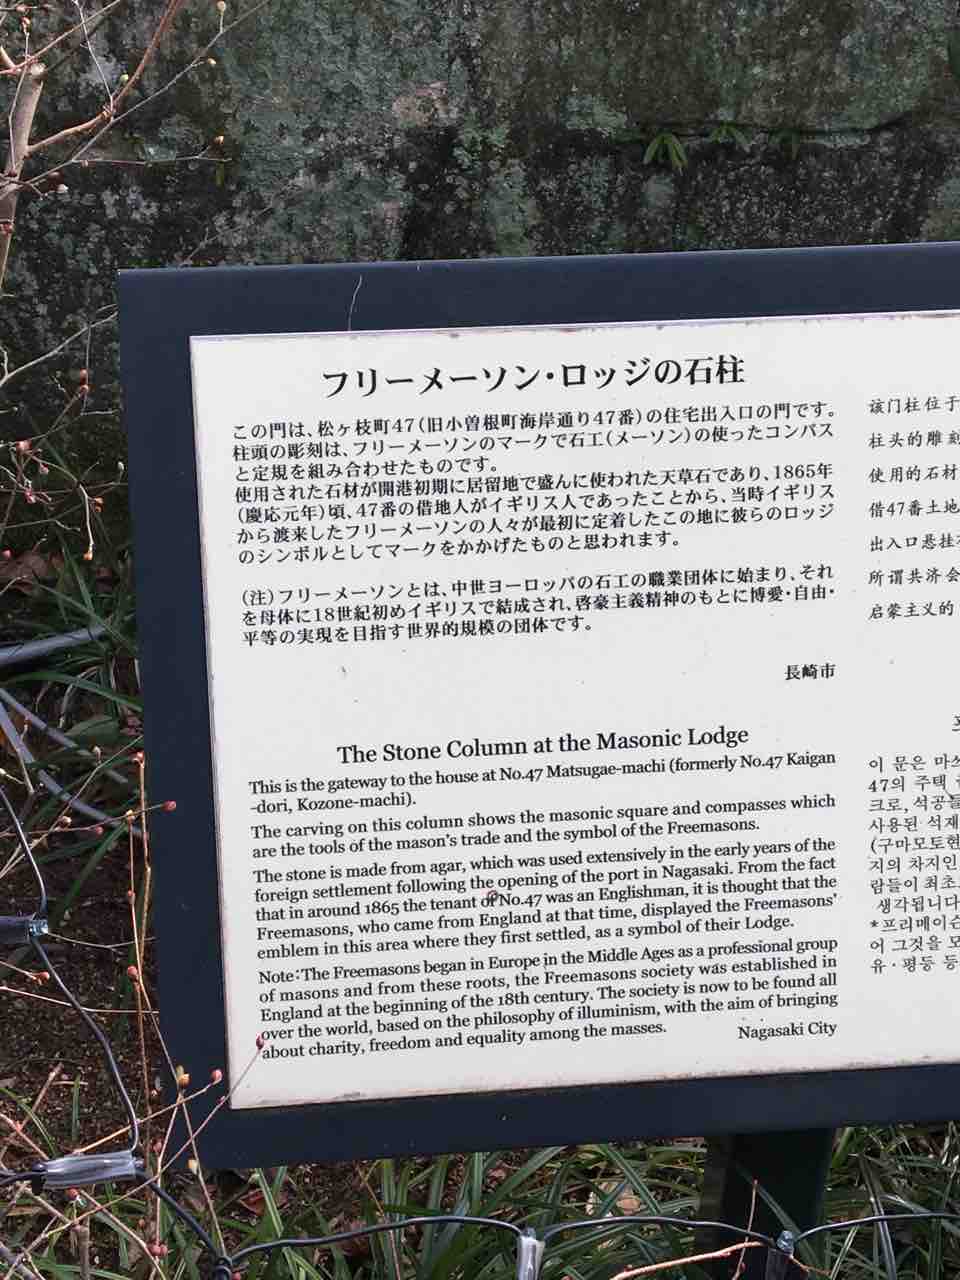 フリーメーソン・ロッジの石柱
この門は、松ヶ枝町47(旧小曽根町海岸通り47番)の住宅出入口の門です。
柱頭の彫刻は、フリーメーソンのマークで石工(メーソン)の使ったコンパス
と定規を組み合わせたものです。
使用された石材が開港初期に居留地で盛んに使われた天草石であり、1865年
(慶応元年)頃、47番の借地人がイギリス人であったことから、当時イギリス
から渡来したフリーメーソンの人々が最初に定着したこの地に彼らのロッジ
のシンボルとしてマークをかかげたものと思われます。
(注)フリーメーソンとは、中世ヨーロッパの石工の職業団体に始まり、それ
を母体に18世紀初めイギリスで結成され、啓豪主義精神のもとに博愛・自由・
平等の実現を目指す世界的規模の団体です。
長崎市
The Stone Column at the Masonic Lodge
This is the gateway to the house at No.47 Matsugae-machi (formerly No.47 Kaigan
-dori, Kozone-machi).
The carving on this column shows the masonic square and compasses which
are the tools of the mason's trade and the symbol of the Freemasons.
The stone is made from agar, which was used extensively in the early years of the
foreign settlement following the opening of the port in Nagasaki. From the fact
that in around 1865 the tenant of No.47 was an Englishman, it is thought that the
Freemasons, who came from England at that time, displayed the Freemasons'
emblem in this area where they first settled, as a symbol of their Lodge.
Note:The Freemasons began in Europe in the Middle Ages as a professional group
of masons and from these roots, the Freemasons society was established in
England at the beginning of the 18th century. The society is now to be found all
over the world, based on the philosophy of illuminism, with the aim of bringing
about charity, freedom and equality among the masses.
Nagasaki City
该门柱位于
柱头的雕刻
使用的石材
借47番土地
出入口悬挂
所谓共济会
启蒙主义的
이 문은 마쓰
47의 주택
크로, 석공들
사용된 석재
(구마모토현
지의 차지인
람들이 최초
생각됩니다
*프리메이슨
어 그것을 모
유·평등 등